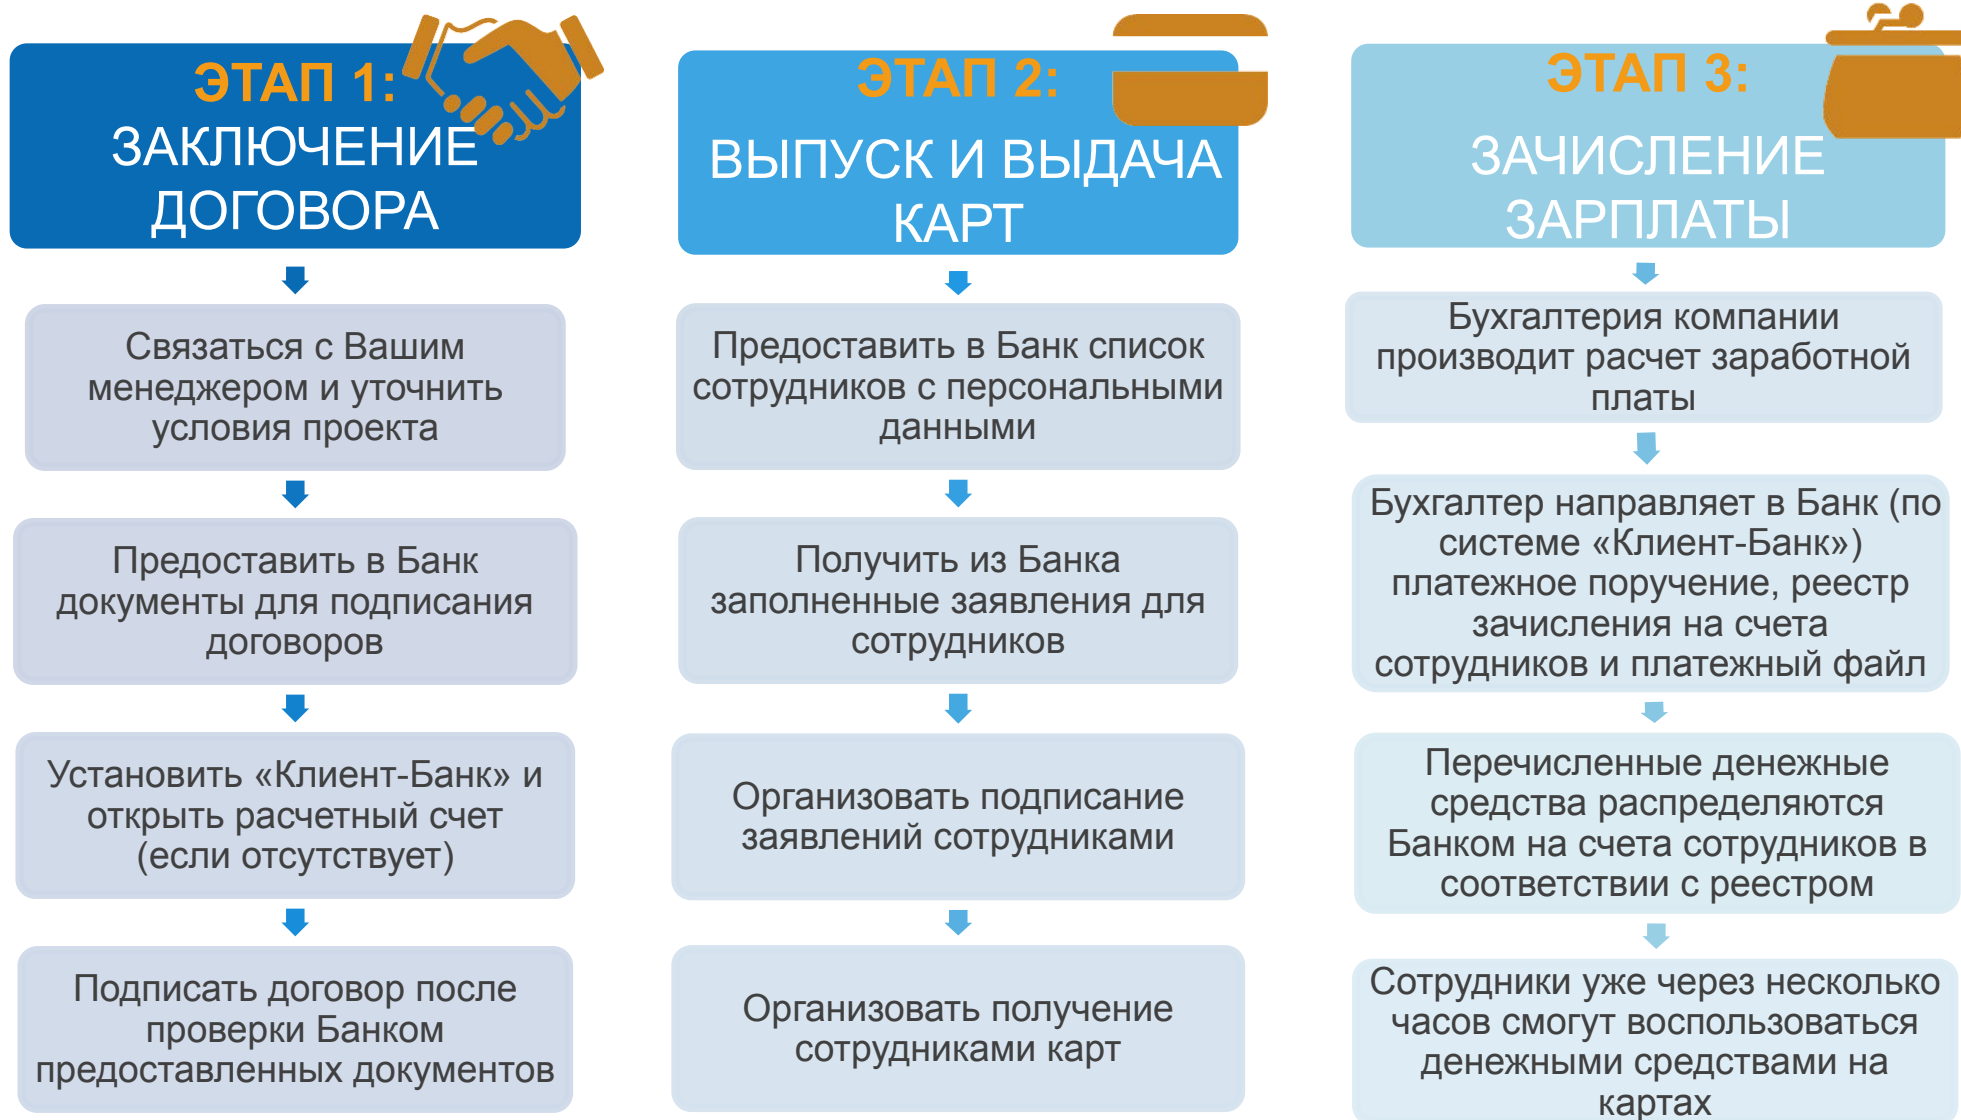 ЭТАП 1:
ЗАКЛЮЧЕНИЕ
ДОГОВОРА
Связаться с Вашим
менеджером и уточнить
условия проекта
Предоставить в Банк
документы для подписания
договоров
Установить «Клиент-Банк» и
открыть расчетный счет
(если отсутствует)
Подписать договор после
проверки Банком
предоставленных документов
ЭТАП 2:
ВЫПУСК И ВЫДАЧА
КАРТ
Предоставить в Банк список
сотрудников с персональными
данными
Получить из Банка
заполненные заявления для
сотрудников
Организовать подписание
заявлений сотрудниками
Организовать получение
сотрудниками карт
ЭТАП 3:
ЗАЧИСЛЕНИЕ
ЗАРПЛАТЫ
Бухгалтерия компании
производит расчет заработной
платы
Бухгалтер направляет в Банк (по
системе «Клиент-Банк»)
платежное поручение, реестр
зачисления на счета
сотрудников и платежный файл
Перечисленные денежные
средства распределяются
Банком на счета сотрудников в
соответствии с реестром
Сотрудники уже через несколько
часов смогут воспользоваться
денежными средствами на
картах